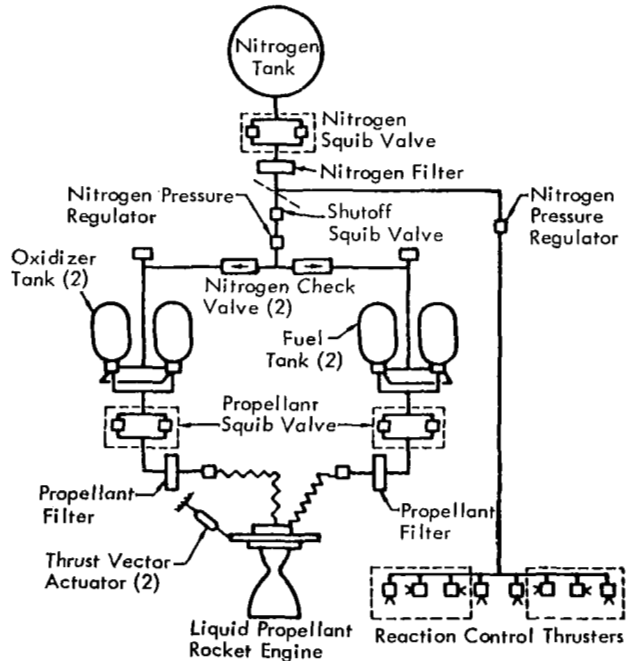 Nitrogen
Tank
Nitrogen
Squib Valve
Nitrogen Filter
Nitrogen Pressure
Regulator
Shutoff
Squib Valve
Nitrogen
Pressure
Regulator
Oxidizer
Tank (2)
Nitrogen Check
Valve (2)
Fuel
Tank (2)
Propellant
Squib Valve
Propellant
Filter
Propellant
Filter
Thrust Vector
Actuator (2)
Liquid Propellant
Rocket Engine
Reaction Control Thrusters